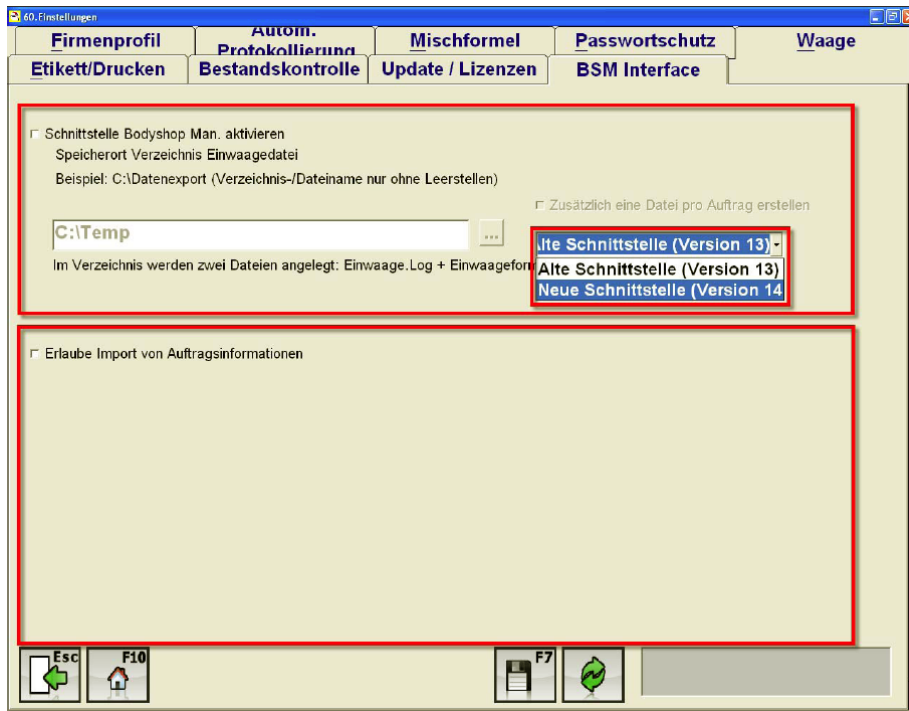 60.Einstellungen
Firmenprofil
Autom.
Protokollierung
Mischformel
Passwortschutz
Waage
Etikett/Drucken
Bestandskontrolle
Update / Lizenzen
BSM Interface
Schnittstelle Bodyshop Man. aktivieren
Speicherort Verzeichnis Einwaagedatei
Beispiel: C:\Datenexport (Verzeichnis-/Dateiname nur ohne Leerstellen)
Zusätzlich eine Datei pro Auftrag erstellen
C:\Temp
...
lte Schnittstelle (Version 13)
Im Verzeichnis werden zwei Dateien angelegt: Einwaage.Log + Einwaagefor
Alte Schnittstelle (Version 13)
Neue Schnittstelle (Version 14
Erlaube Import von Auftragsinformationen
Esc
F10
F7